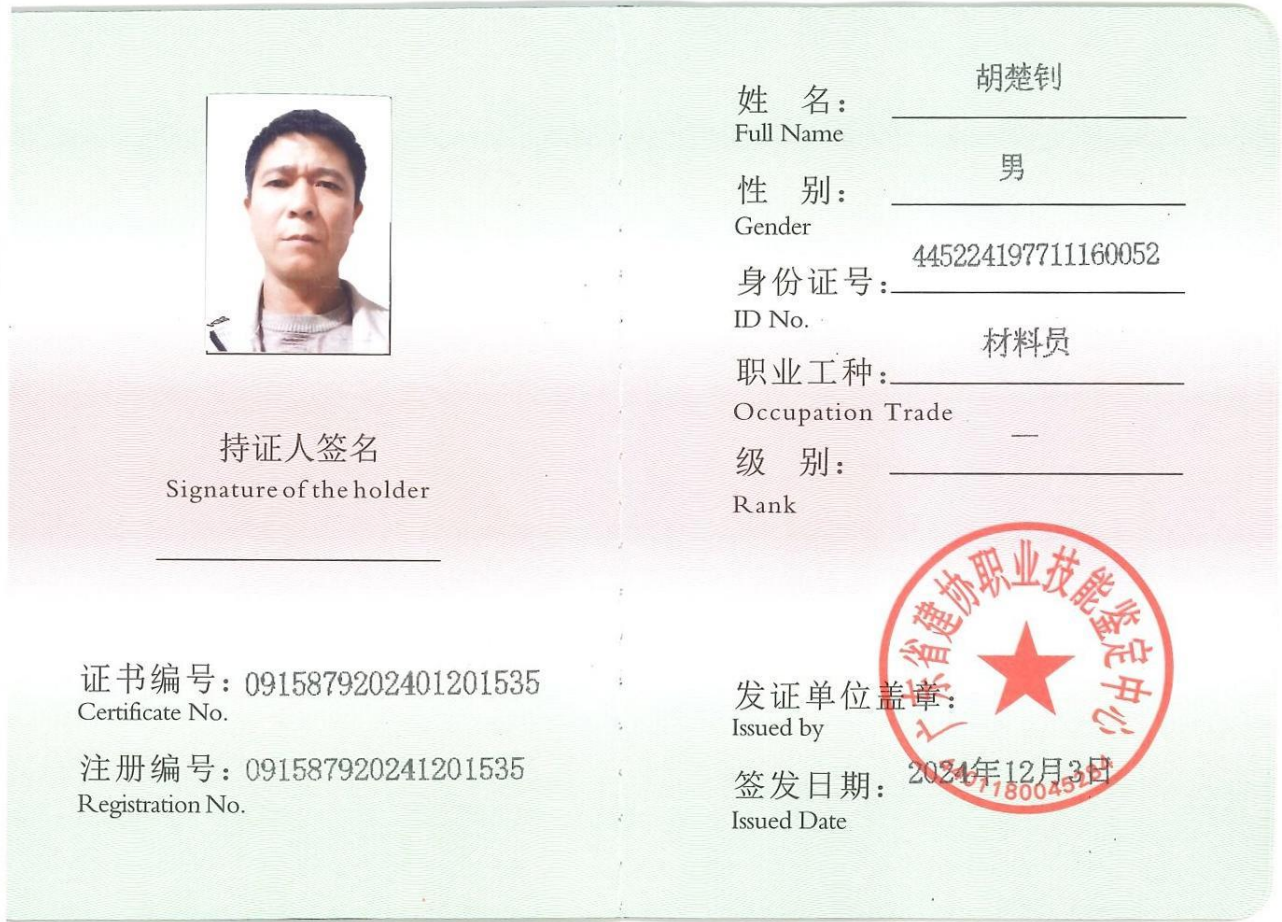 持证人签名
Signature of the holder
证书编号：0915879202401201535
Certificate No.
注册编号：091587920241201535
Registration No.
姓 名：胡楚钊
Full Name
性 别：男
Gender
身份证号：445224197711160052
ID No.
职业工种：材料员
Occupation Trade
级 别：一
Rank
发证单位盖章：
Issued by
签发日期：2024年12月3日
Issued Date
广东省建协职业技能鉴定中心